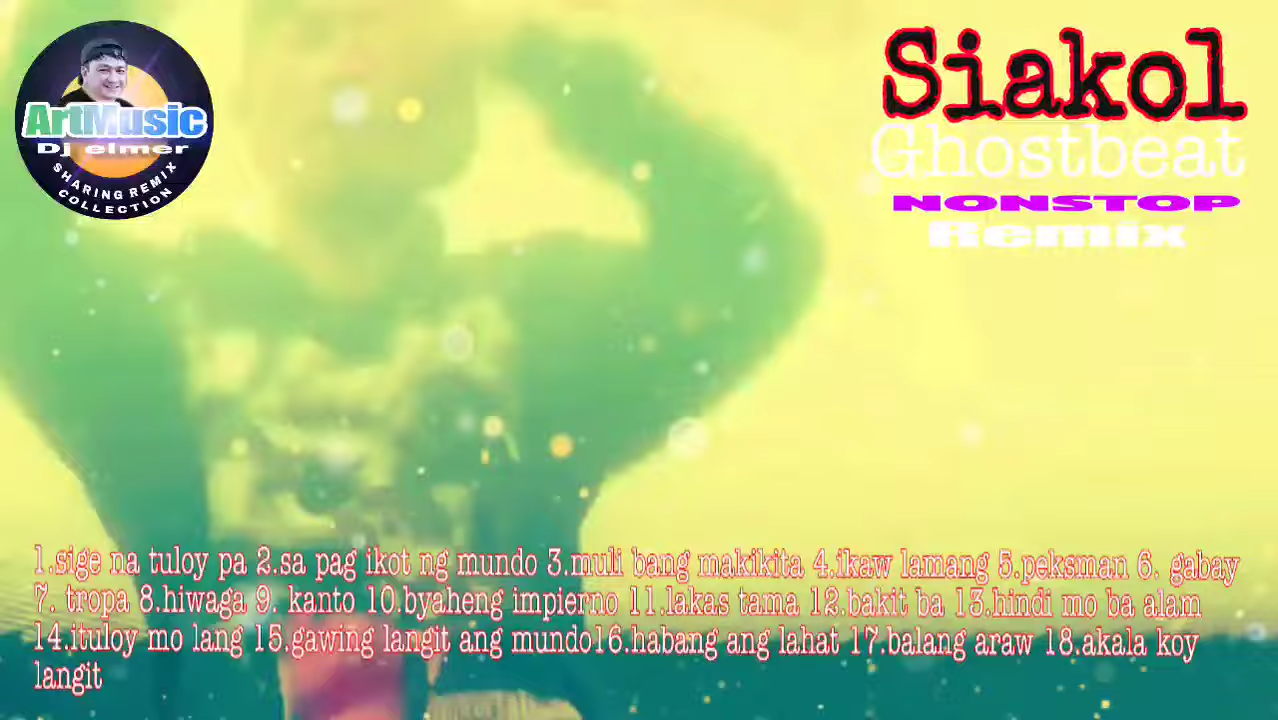 ArtMusic
Dj elmer
SHARING REMIX
COLLECTION
Siakol
Ghostbeat
NONSTOP
Remix
1.sige na tuloy pa 2.sa pag ikot ng mundo 3.muli bang makikita 4.ikaw lamang 5.peksman 6. gabay
7. tropa 8.hiwaga 9. kanto 10.byaheng impierno 11.lakas tama 12.bakit ba 13.hindi mo ba alam
14.ituloy mo lang 15.gawing langit ang mundo16.habang ang lahat 17.balang araw 18.akala koy
langit